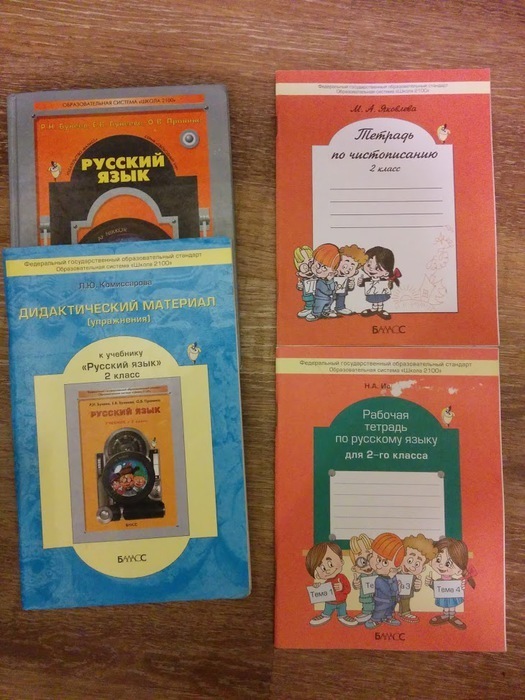 ОБРАЗОВАТЕЛЬНАЯ СИСТЕМА «ШКОЛА 2100»
РУССКИЙ
ЯЗЫК
Федеральный государственный образовательный стандарт
Образовательная система «Школа 2100»
Л.Ю. Комиссарова
ДИДАКТИЧЕСКИЙ МАТЕРИАЛ
(упражнения)
к учебнику
«Русский язык»
2 класс
РУССКИЙ ЯЗЫК
БАЛАСС
Федеральный государственный образовательный стандарт
Образовательная система «Школа 2100»
М. А. Яковлева
Тетрадь
по чистописанию
2 класс
БАЛАСС
Федеральный государственный образовательный стандарт
Образовательная система «Школа 2100»
Н.А. Ис
Рабочая
тетрадь
по русскому языку
для 2-го класса
Тема 1
Те
а 3
Тема 4
БАЛАСС